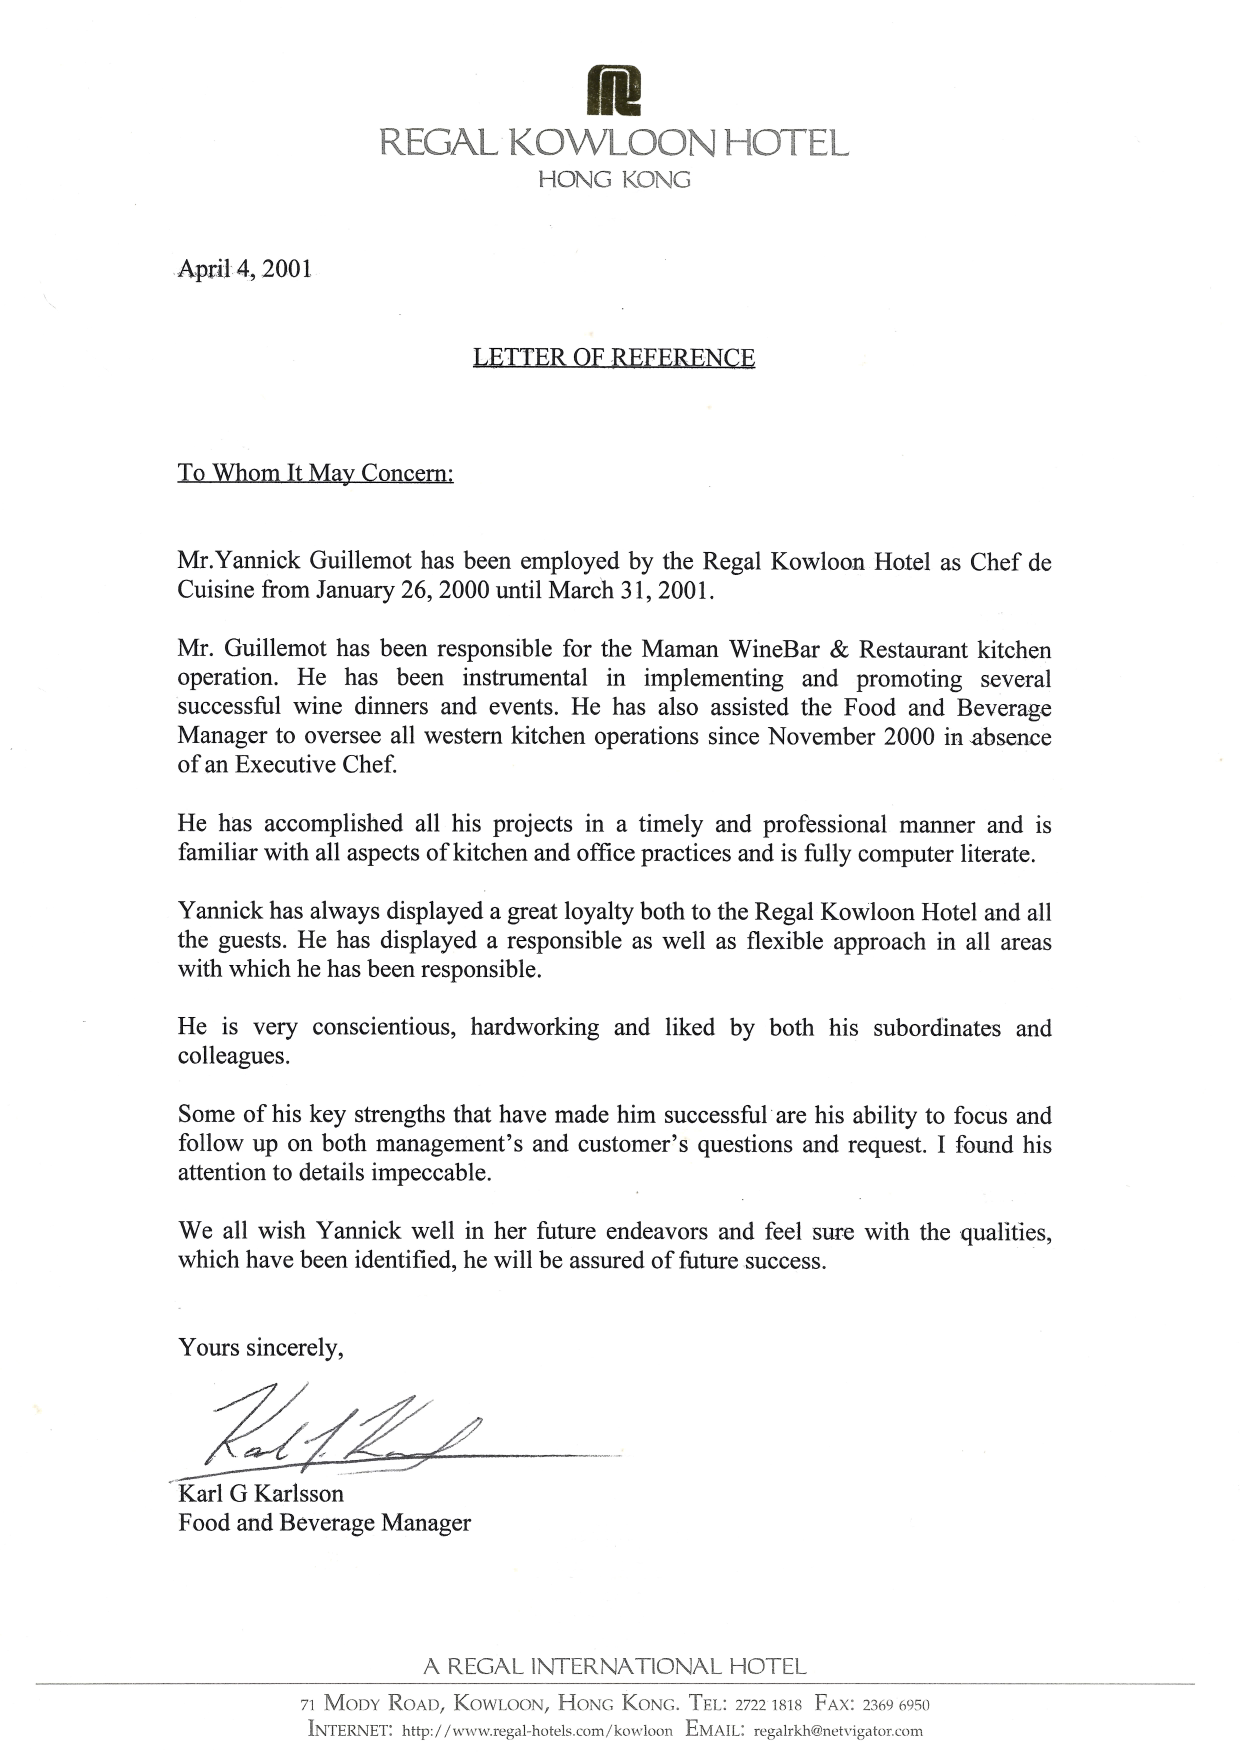 REGAL KOWLOON HOTEL
HONG KONG
April 4, 2001
LETTER OF REFERENCE
To Whom It May Concern:
Mr.Yannick Guillemot has been employed by the Regal Kowloon Hotel as Chef de
Cuisine from January 26, 2000 until March 31, 2001.
Mr. Guillemot has been responsible for the Maman WineBar & Restaurant kitchen
operation. He has been instrumental in implementing and promoting several
successful wine dinners and events. He has also assisted the Food and Beverage
Manager to oversee all western kitchen operations since November 2000 in absence
of an Executive Chef.
He has accomplished all his projects in a timely and professional manner and is
familiar with all aspects of kitchen and office practices and is fully computer literate.
Yannick has always displayed a great loyalty both to the Regal Kowloon Hotel and all
the guests. He has displayed a responsible as well as flexible approach in all areas
with which he has been responsible.
He is very conscientious, hardworking and liked by both his subordinates and
colleagues.
Some of his key strengths that have made him successful are his ability to focus and
follow up on both management's and customer's questions and request. I found his
attention to details impeccable.
We all wish Yannick well in her future endeavors and feel sure with the qualities,
which have been identified, he will be assured of future success.
Yours sincerely,
Karl G Karlsson
Food and Beverage Manager
A REGAL INTERNATIONAL HOTEL
71 MODY ROAD, KOWLOON, HONG KONG. TEL: 2722 1818 FAX: 2369 6950
INTERNET: http://www.regal-hotels.com/kowloon EMAIL: regalrkh@netvigator.com